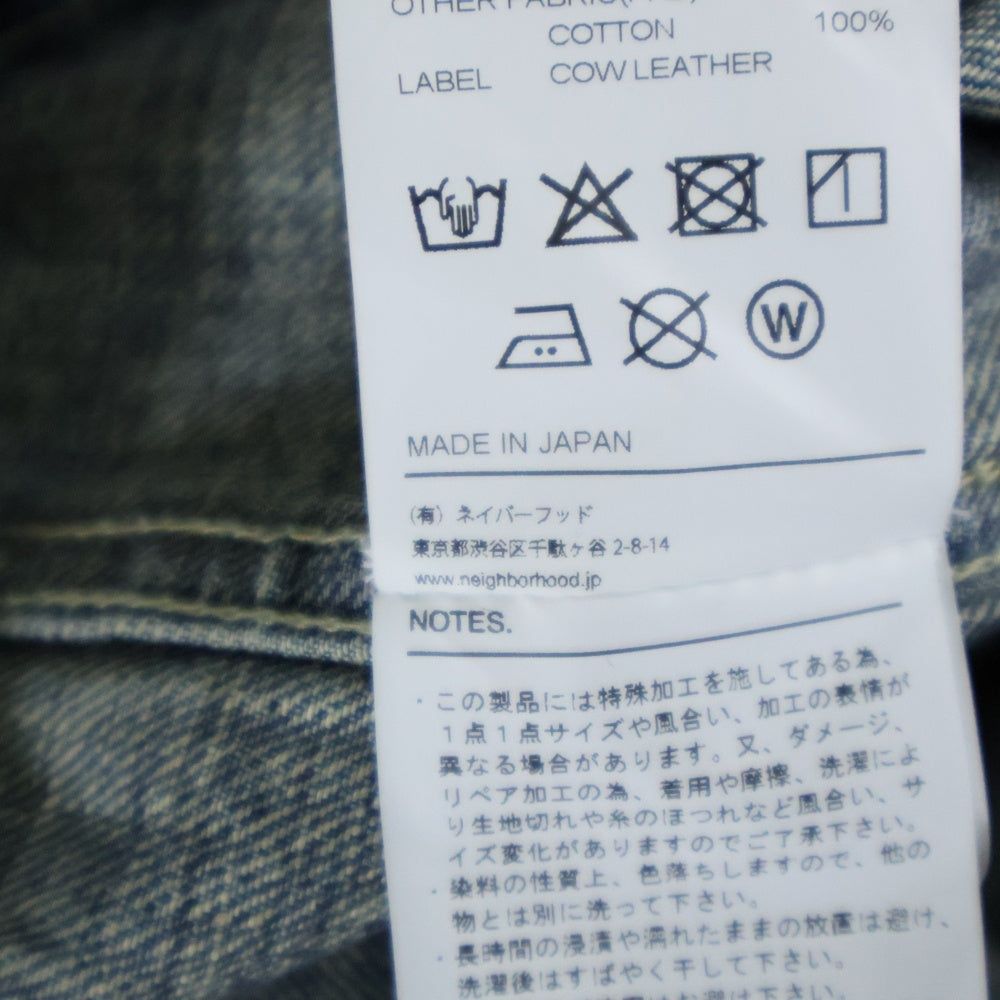 OTHER FABRIC
COTTON 100%
LABEL COW LEATHER
W
MADE IN JAPAN
(有) ネイバーフッド
東京都渋谷区千駄ヶ谷 2-8-14
www.neighborhood.jp
NOTES.
・この製品には特殊加工を施してある為、
1点1点サイズや風合い、加工の表情が
異なる場合があります。又、ダメージ、
リペア加工の為、着用や摩擦、洗濯によ
り生地切れや糸のほつれなど風合い、サ
イズ変化がありますのでご了承下さい。
・染料の性質上、色落ちしますので、他の
物とは別に洗って下さい。
・長時間の浸漬や濡れたままの放置は避け、
洗濯後はすばやく干して下さい。
はお避け下さい。